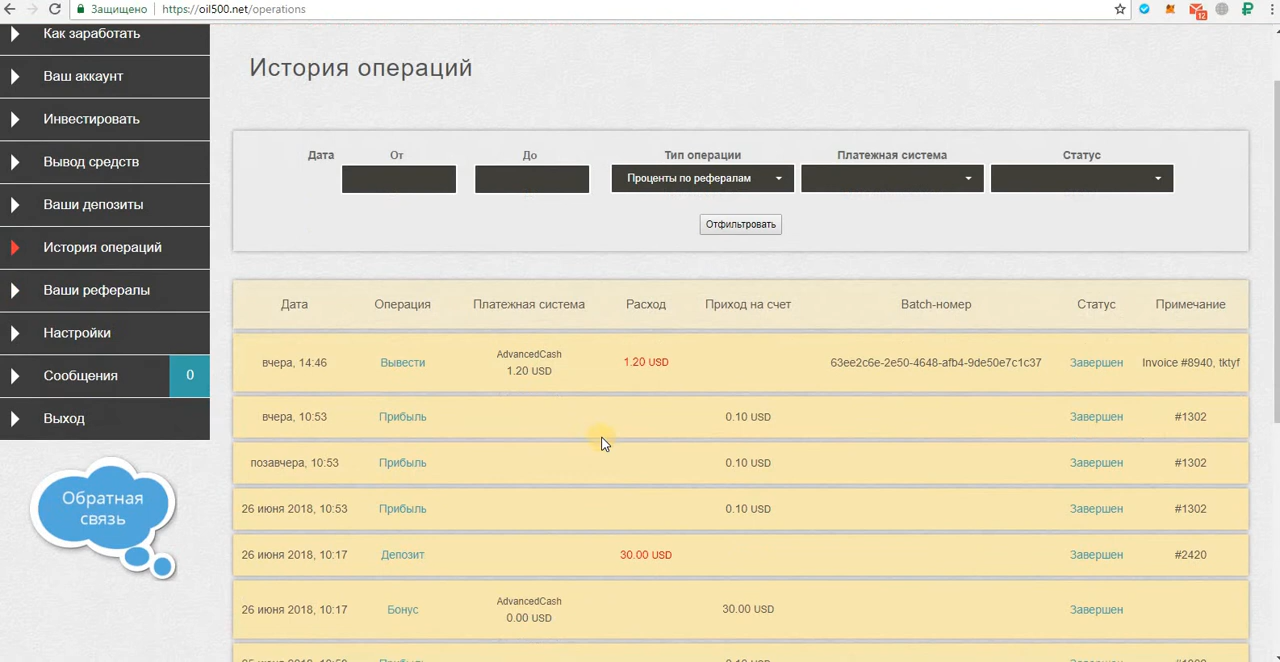 Защищено https://oil500.net/operations
12
Как заработать
Ваш аккаунт
Инвестировать
Вывод средств
Ваши депозиты
История операций
Ваши рефералы
Настройки
Сообщения 0
Выход
Обратная
связь
История операций
Дата От До Тип операции Платежная система Статус
Проценты по рефералам
Отфильтровать
Дата Операция Платежная система Расход Приход на счет Batch-номер Статус Примечание
вчера, 14:46 Вывести AdvancedCash 1.20 USD 1.20 USD 63ee2c6e-2e50-4648-afb4-9de50e7c1c37 Завершен Invoice #8940, tktyf
вчера, 10:53 Прибыль 0.10 USD Завершен #1302
позавчера, 10:53 Прибыль 0.10 USD Завершен #1302
26 июня 2018, 10:53 Прибыль 0.10 USD Завершен #1302
26 июня 2018, 10:17 Депозит 30.00 USD Завершен #2420
26 июня 2018, 10:17 Бонус AdvancedCash 0.00 USD 30.00 USD Завершен